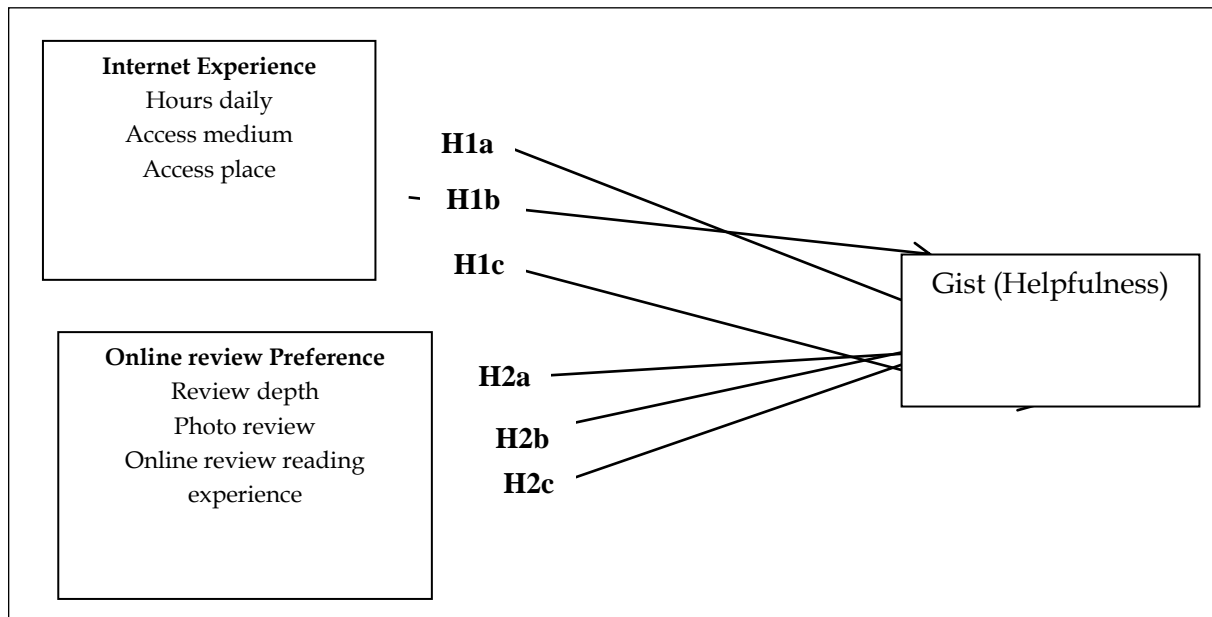 Internet Experience
Hours daily
Access medium
Access place
H1a
H1b
H1c
Gist (Helpfulness)
Online review Preference
Review depth
Photo review
Online review reading
experience
H2a
H2b
H2c